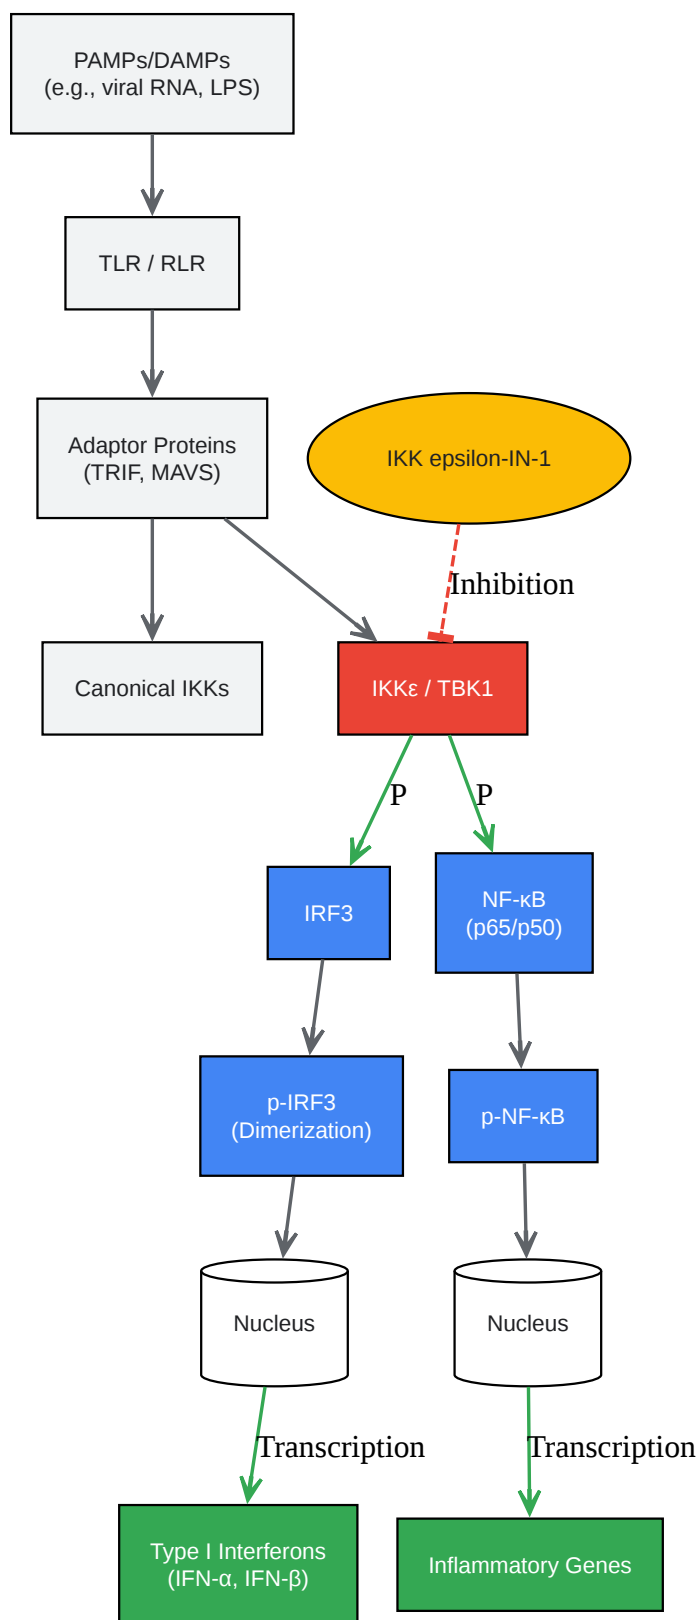 PAMPs/DAMPs
(e.g., viral RNA, LPS)
TLR / RLR
Adaptor Proteins
(TRIF, MAVS)
IKK epsilon-IN-1
Inhibition
Canonical IKKs
IKKε / TBK1
P
P
IRF3
NF-κB
(p65/p50)
p-IRF3
(Dimerization)
p-NF-κB
Nucleus
Nucleus
Transcription
Transcription
Type I Interferons
(IFN-α, IFN-β)
Inflammatory Genes